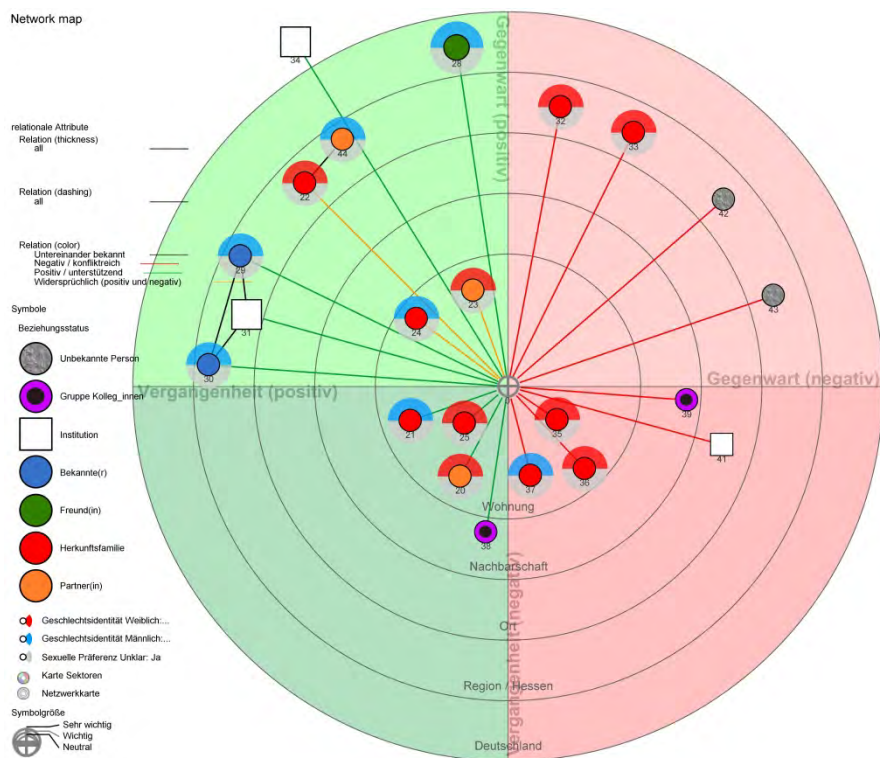 Network map
34
28
Gegenwart (positiv)
32
33
relationale Attribute
Relation (thickness)
all
44
22
42
Relation (dashing)
all
Relation (color)
Untereinander bekannt
Negativ / konfliktreich
Positiv / unterstützend
Widersprüchlich (positiv und negativ)
29
23
43
24
31
Symbole
Beziehungsstatus
30
Unbekannte Person
Vergangenheit (positiv)
Gegenwart (negativ)
Gruppe Kolleg_innen
39
21
25
35
Institution
41
Bekannte(r)
20
37
36
Wohnung
Freund(in)
38
Herkunftsfamilie
Nachbarschaft
Vergangenheit (negativ)
Partner(in)
Geschlechtsidentität Weiblich:...
Ort
Geschlechtsidentität Männlich:...
Sexuelle Präferenz Unklar: Ja
Karte Sektoren
Region / Hessen
Netzwerkkarte
Symbolgröße
Sehr wichtig
Wichtig
Neutral
Deutschland